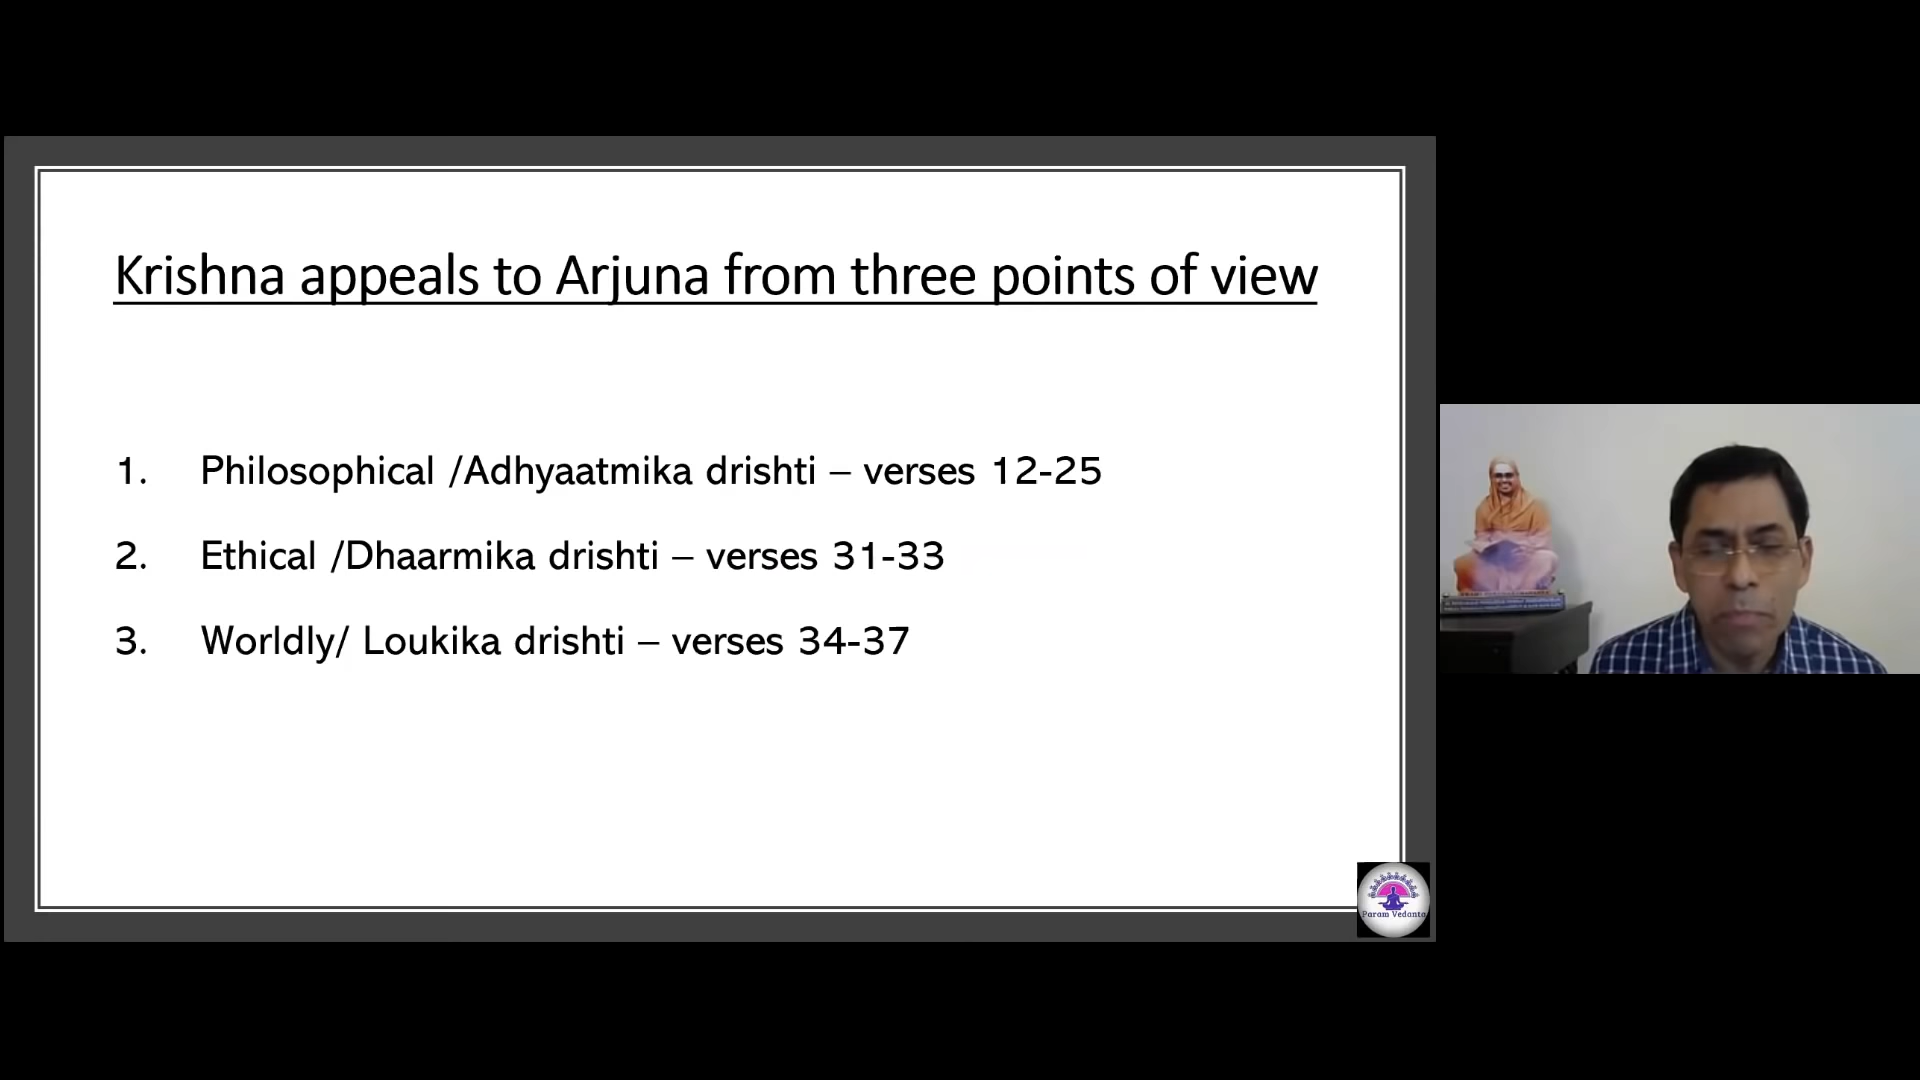 Krishna appeals to Arjuna from three points of view
1. Philosophical /Adhyaatmika drishti – verses 12-25
2. Ethical /Dhaarmika drishti – verses 31-33
3. Worldly/ Loukika drishti – verses 34-37
Param Vedanta